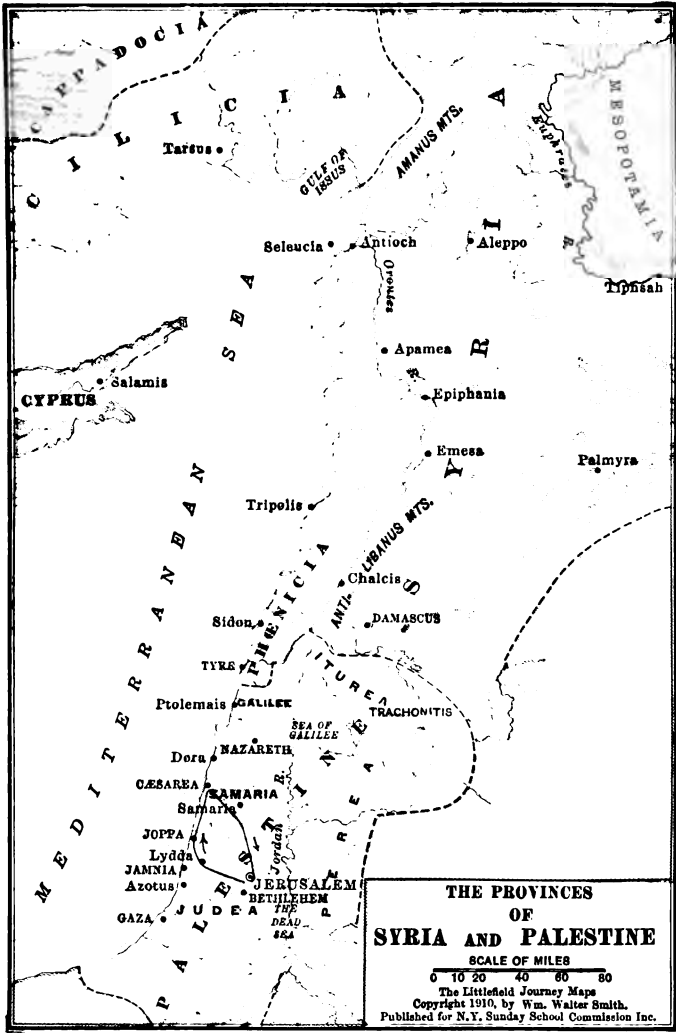 CAPPADOCIA
CILICIA
SYRIA
MESOPOTAMIA
AMANUS MTS.
Euphrates
R.
Tarsus
GULF OF
ISSUS
Seleucia
Antioch
Aleppo
Orontes
Tiphsah
MEDITERRANEAN SEA
Apamea
Salamis
CYPRUS
Epiphania
Emesa
Palmyra
Tripolis
ANTI-LIBANUS MTS.
PHŒNICIA
Chalcis
Sidon
DAMASCUS
TYRE
ITUREA
Ptolemais
GALILEE
TRACHONITIS
SEA OF
GALILEE
NAZARETH
Dora
CÆSAREA
SAMARIA
Samaria
PALESTINE
PEREA
Jordan R.
JOPPA
Lydda
JAMNIA
Azotus
JERUSALEM
BETHLEHEM
GAZA
JUDEA
THE
DEAD
SEA
THE PROVINCES
OF
SYRIA AND PALESTINE
SCALE OF MILES
0 10 20 40 60 80
The Littlefield Journey Maps
Copyright 1910, by Wm. Walter Smith.
Published for N.Y. Sunday School Commission Inc.